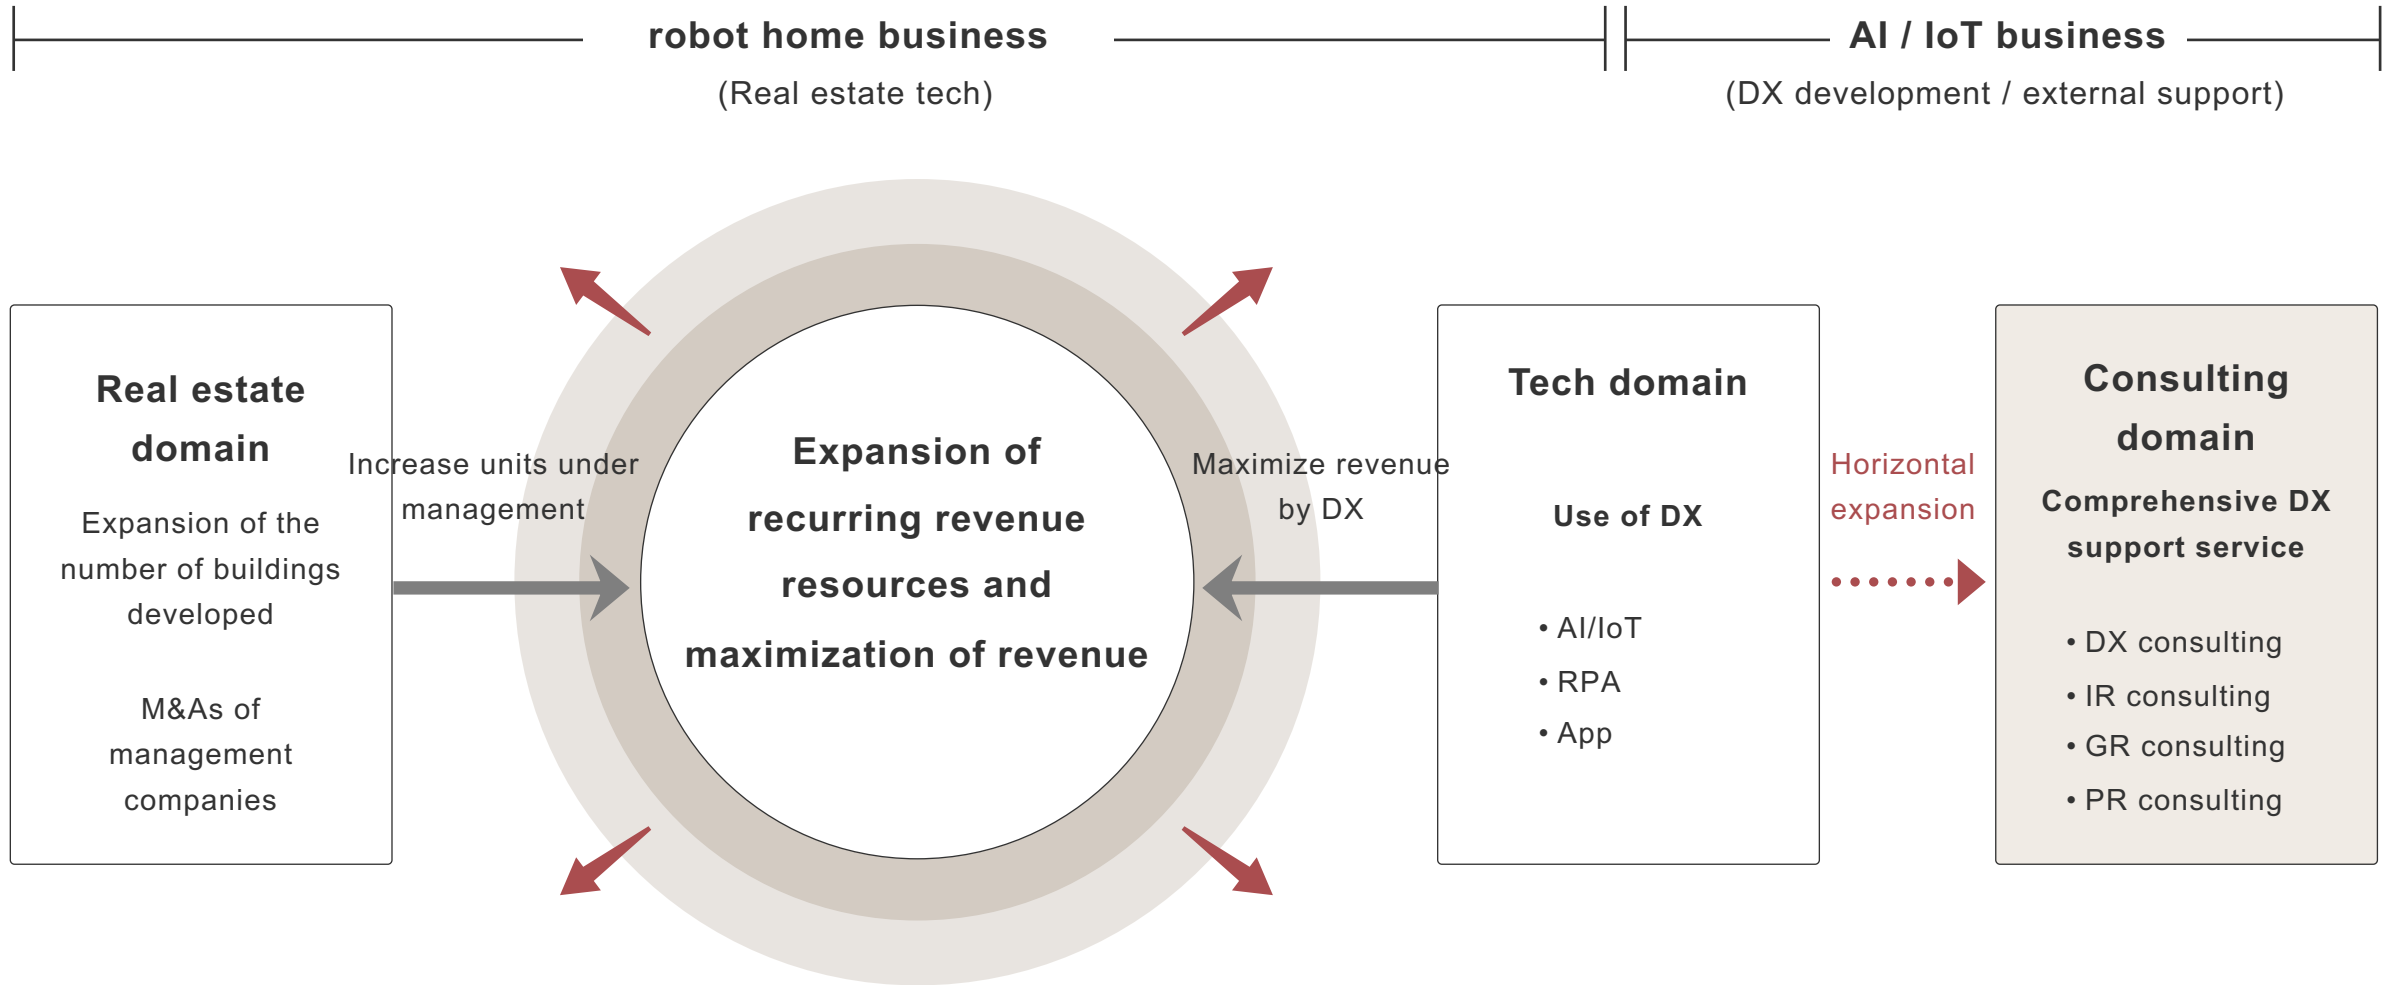 robot home business
(Real estate tech)
AI / IoT business
(DX development / external support)
Real estate
domain
Expansion of the
number of buildings
developed
M&As of
management
companies
Increase units under
management
Expansion of
recurring revenue
resources and
maximization of revenue
Maximize revenue
by DX
Tech domain
Use of DX
• AI/IoT
• RPA
• App
Horizontal
expansion
Consulting
domain
Comprehensive DX
support service
• DX consulting
• IR consulting
• GR consulting
• PR consulting